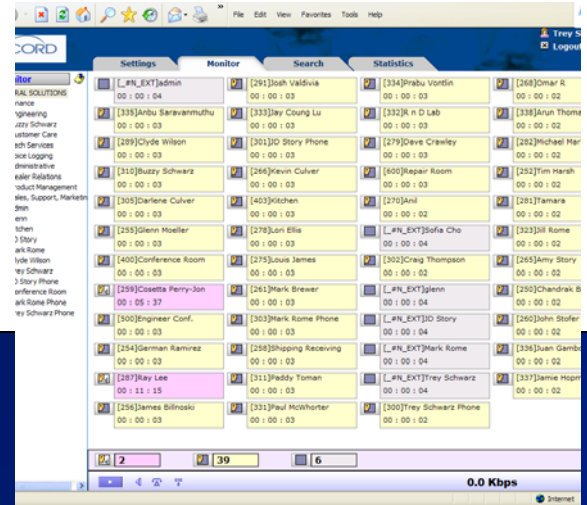 File Edit View Favorites Tools Help
CORD
Trey S
Logou
Settings Monitor Search Statistics
itor
RAL SOLUTIONS
nance
ngineering
uzzy Schwarz
ustomer Care
ech Services
oice Logging
dministrative
ealer Relations
roduct Management
ales, Support, Marketin
dmin
lenn
itchen
D Story
ark Rome
lyde Wilson
rey Schwarz
D Story Phone
onference Room
ark Rome Phone
rey Schwarz Phone
[_#N_EXT]admin [291]Josh Valdivia [334]Prabu Vontlin [268]Omar R
00 : 00 : 04 00 : 00 : 03 00 : 00 : 03 00 : 00 : 02
[335]Anbu Saravanmuthu [333]Jay Coung Lu [332]R n D Lab [338]Arun Thoma
00 : 00 : 03 00 : 00 : 03 00 : 00 : 03 00 : 00 : 02
[289]Clyde Wilson [301]JD Story Phone [279]Dave Crawley [282]Michael Mar
00 : 00 : 03 00 : 00 : 03 00 : 00 : 03 00 : 00 : 02
[310]Buzzy Schwarz [266]Kevin Culver [600]Repair Room [252]Tim Harsh
00 : 00 : 03 00 : 00 : 03 00 : 00 : 03 00 : 00 : 02
[305]Darlene Culver [403]Kitchen [270]Anil [281]Tamara
00 : 00 : 03 00 : 00 : 03 00 : 00 : 02 00 : 00 : 02
[255]Glenn Moeller [278]Lori Ellis [_#N_EXT]Sofia Cho [323]Jill Rome
00 : 00 : 03 00 : 00 : 03 00 : 00 : 04 00 : 00 : 02
[400]Conference Room [275]Louis James [302]Craig Thompson [265]Amy Story
00 : 00 : 03 00 : 00 : 03 00 : 00 : 02 00 : 00 : 02
[259]Cosetta Perry-Jon [261]Mark Brewer [_#N_EXT]glenn [250]Chandrak B
00 : 05 : 37 00 : 00 : 03 00 : 00 : 04 00 : 00 : 02
[500]Engineer Conf. [303]Mark Rome Phone [_#N_EXT]JD Story [260]John Stofer
00 : 00 : 03 00 : 00 : 03 00 : 00 : 04 00 : 00 : 02
[254]German Ramirez [258]Shipping Receiving [_#N_EXT]Mark Rome [336]Juan Gambo
00 : 00 : 03 00 : 00 : 03 00 : 00 : 04 00 : 00 : 02
[287]Ray Lee [311]Paddy Toman [_#N_EXT]Trey Schwarz [337]Jamie Hopm
00 : 11 : 15 00 : 00 : 03 00 : 00 : 04 00 : 00 : 02
[256]James Billnoski [331]Paul McWhorter [300]Trey Schwarz Phone
00 : 00 : 03 00 : 00 : 03 00 : 00 : 02
2 39 6
0.0 Kbps
Internet